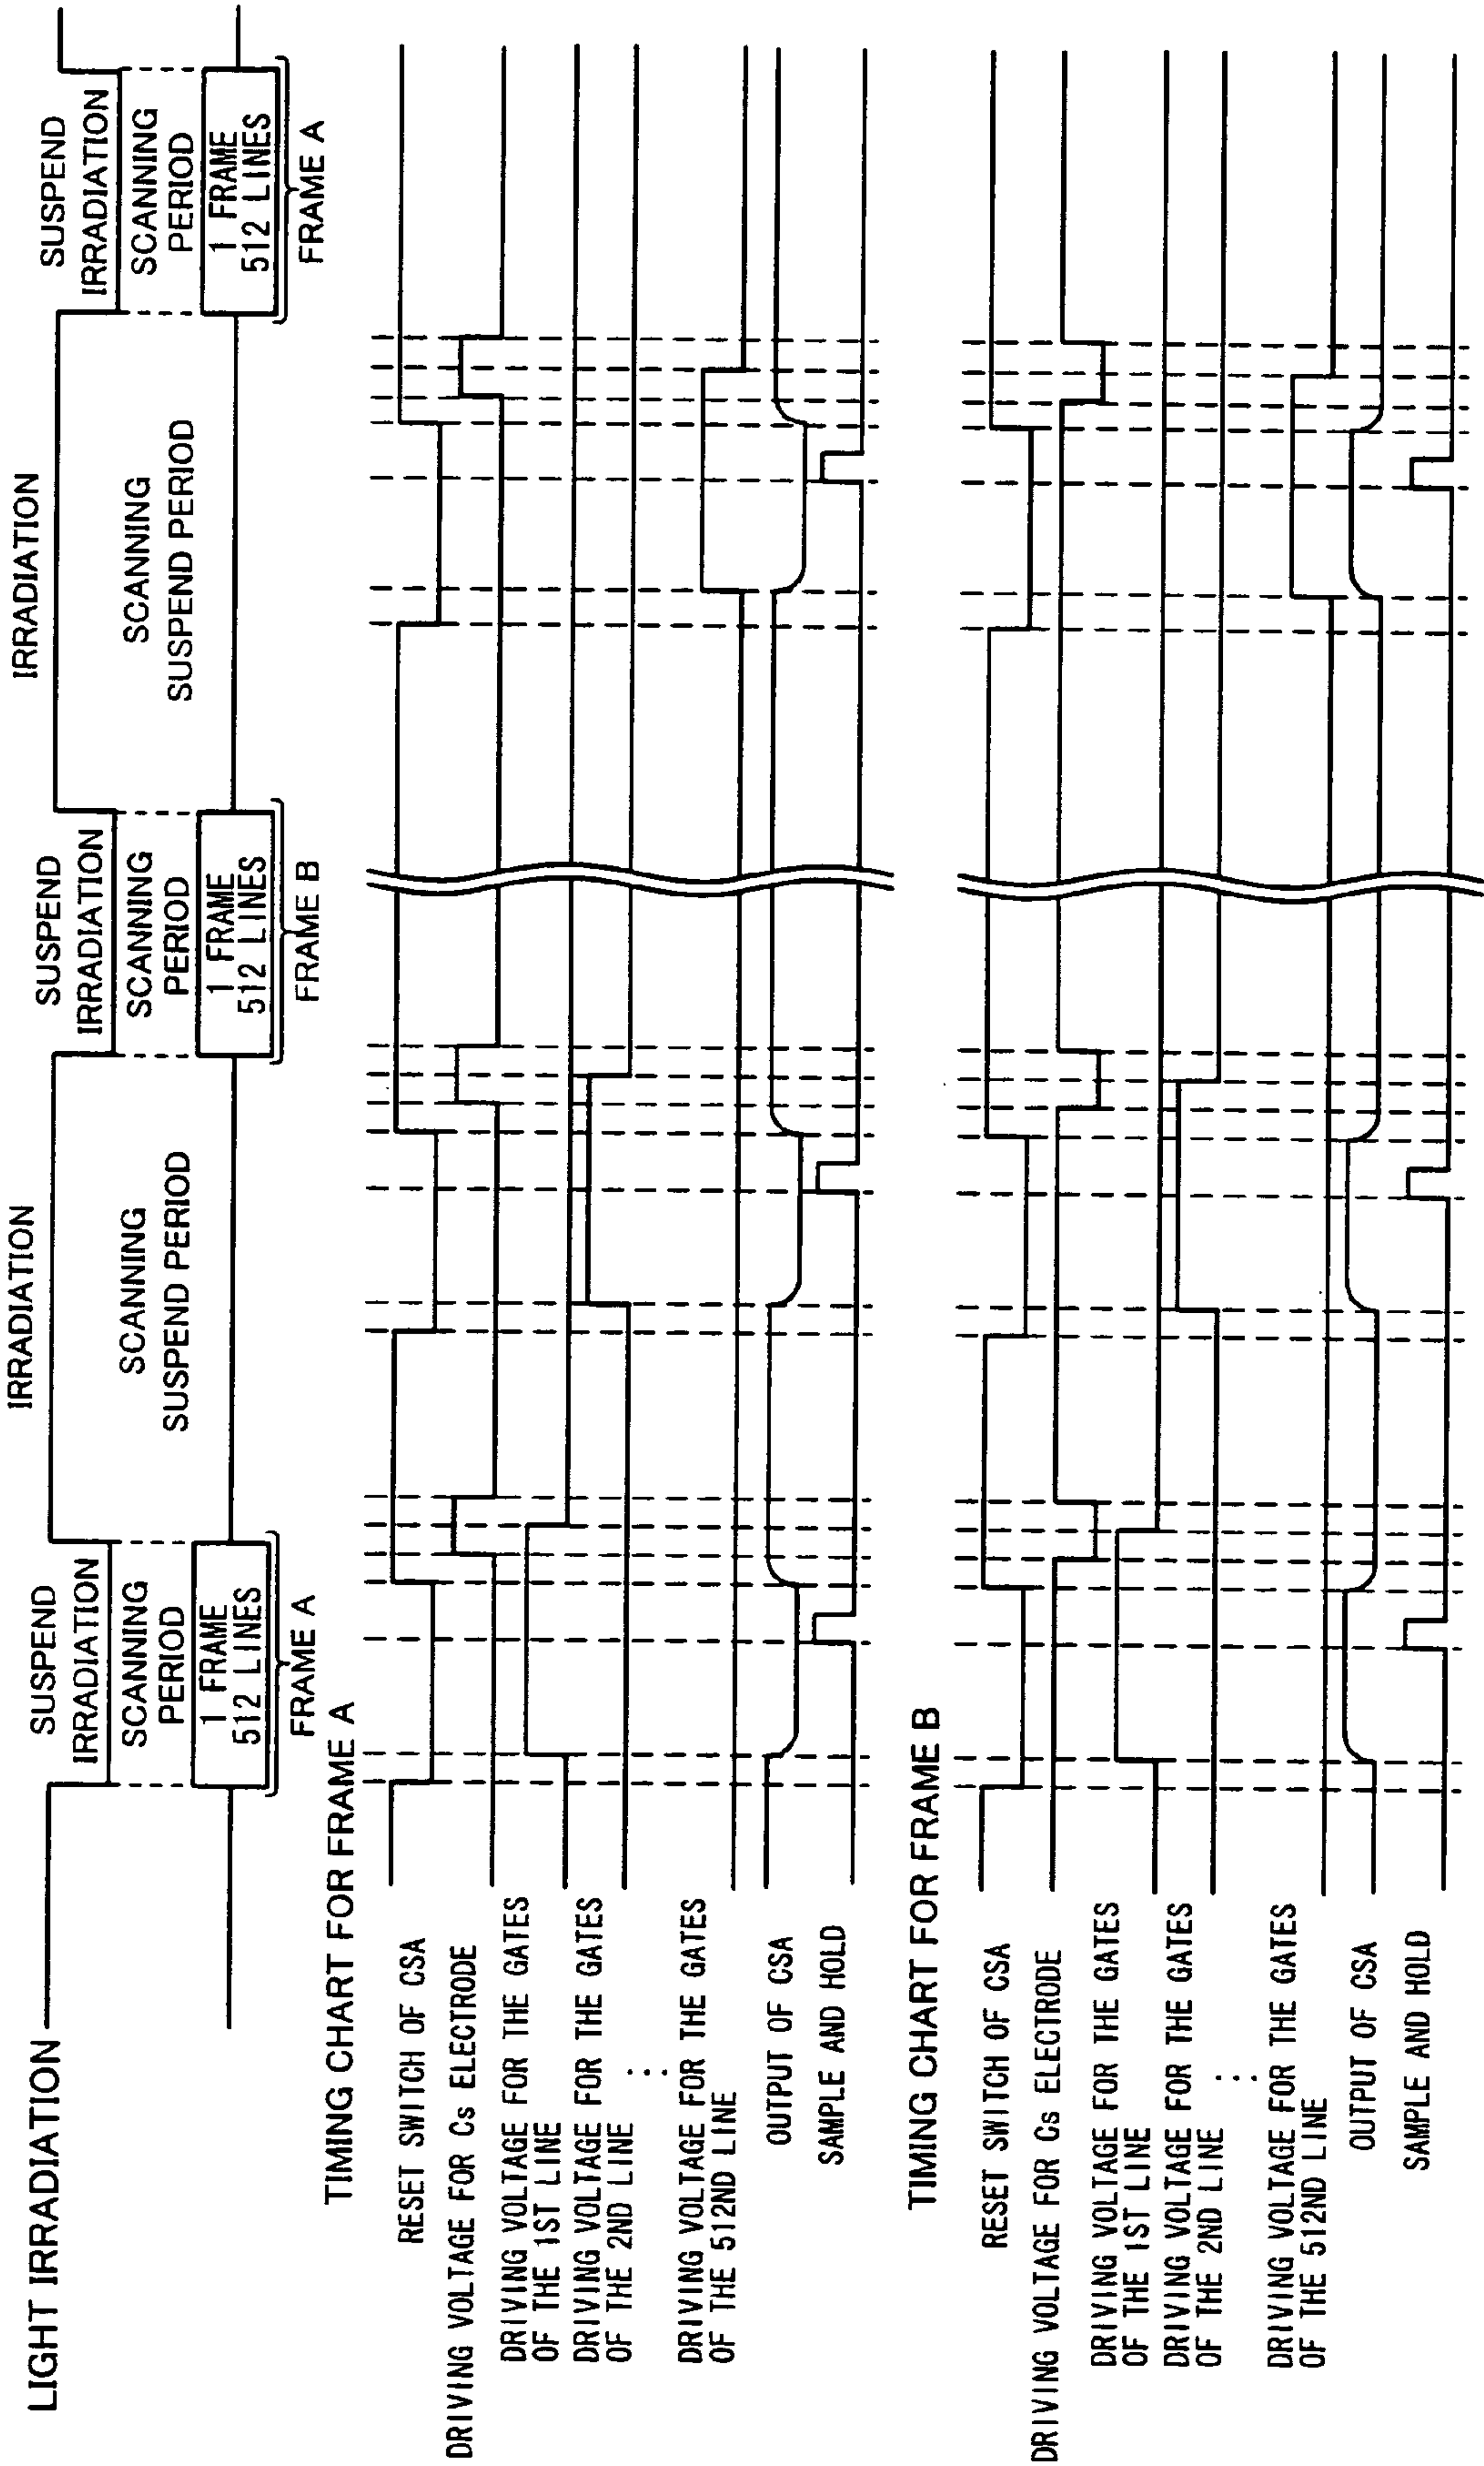 LIGHT IRRADIATION
SUSPEND
IRRADIATION
SCANNING
PERIOD
1 FRAME
512 LINES
FRAME A
IRRADIATION
SCANNING
SUSPEND PERIOD
SUSPEND
IRRADIATION
SCANNING
PERIOD
1 FRAME
512 LINES
FRAME B
IRRADIATION
SCANNING
SUSPEND PERIOD
SUSPEND
IRRADIATION
SCANNING
PERIOD
1 FRAME
512 LINES
FRAME A
TIMING CHART FOR FRAME A
RESET SWITCH OF CSA
DRIVING VOLTAGE FOR Cs ELECTRODE
DRIVING VOLTAGE FOR THE GATES
OF THE 1ST LINE
DRIVING VOLTAGE FOR THE GATES
OF THE 2ND LINE
DRIVING VOLTAGE FOR THE GATES
OF THE 512ND LINE
OUTPUT OF CSA
SAMPLE AND HOLD
TIMING CHART FOR FRAME B
RESET SWITCH OF CSA
DRIVING VOLTAGE FOR Cs ELECTRODE
DRIVING VOLTAGE FOR THE GATES
OF THE 1ST LINE
DRIVING VOLTAGE FOR THE GATES
OF THE 2ND LINE
DRIVING VOLTAGE FOR THE GATES
OF THE 512ND LINE
OUTPUT OF CSA
SAMPLE AND HOLD